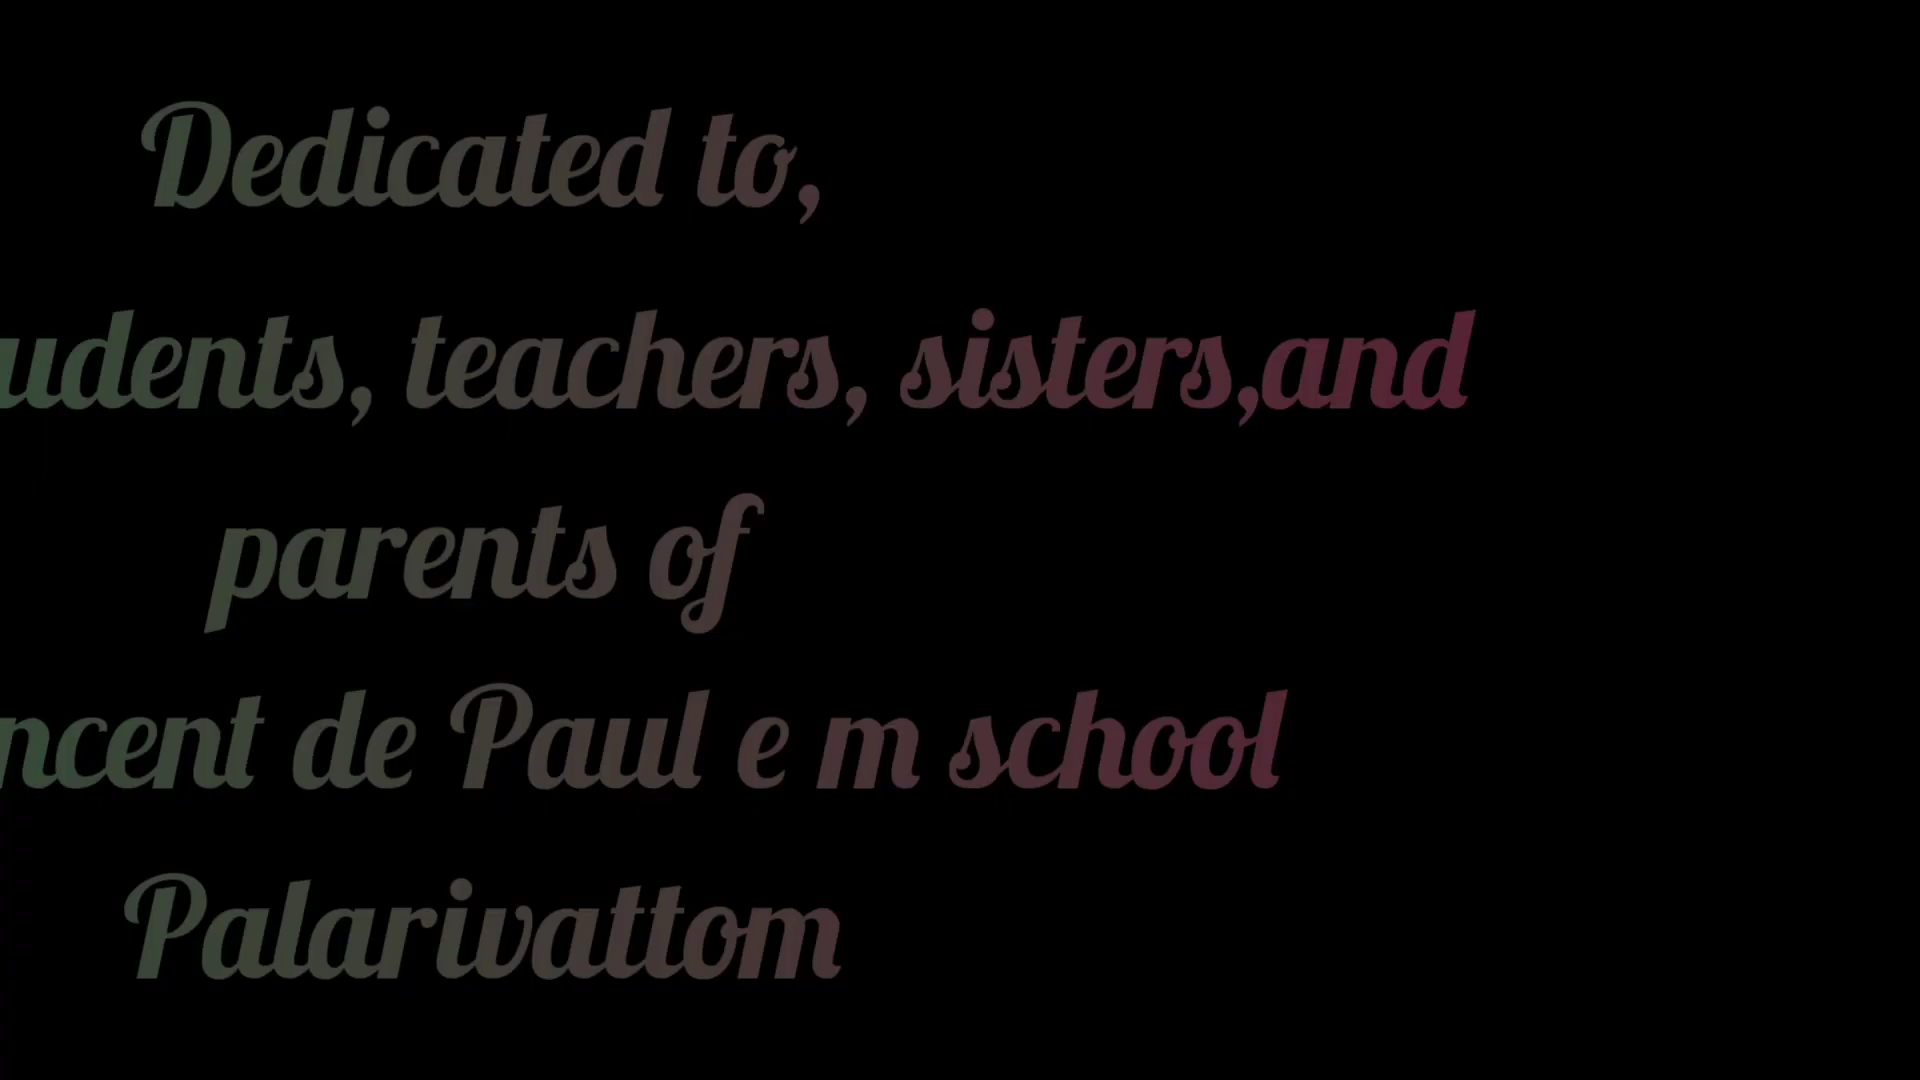 Dedicated to,
udents, teachers, sisters,and
parents of
ncent de Paul e m school
Palarivattom